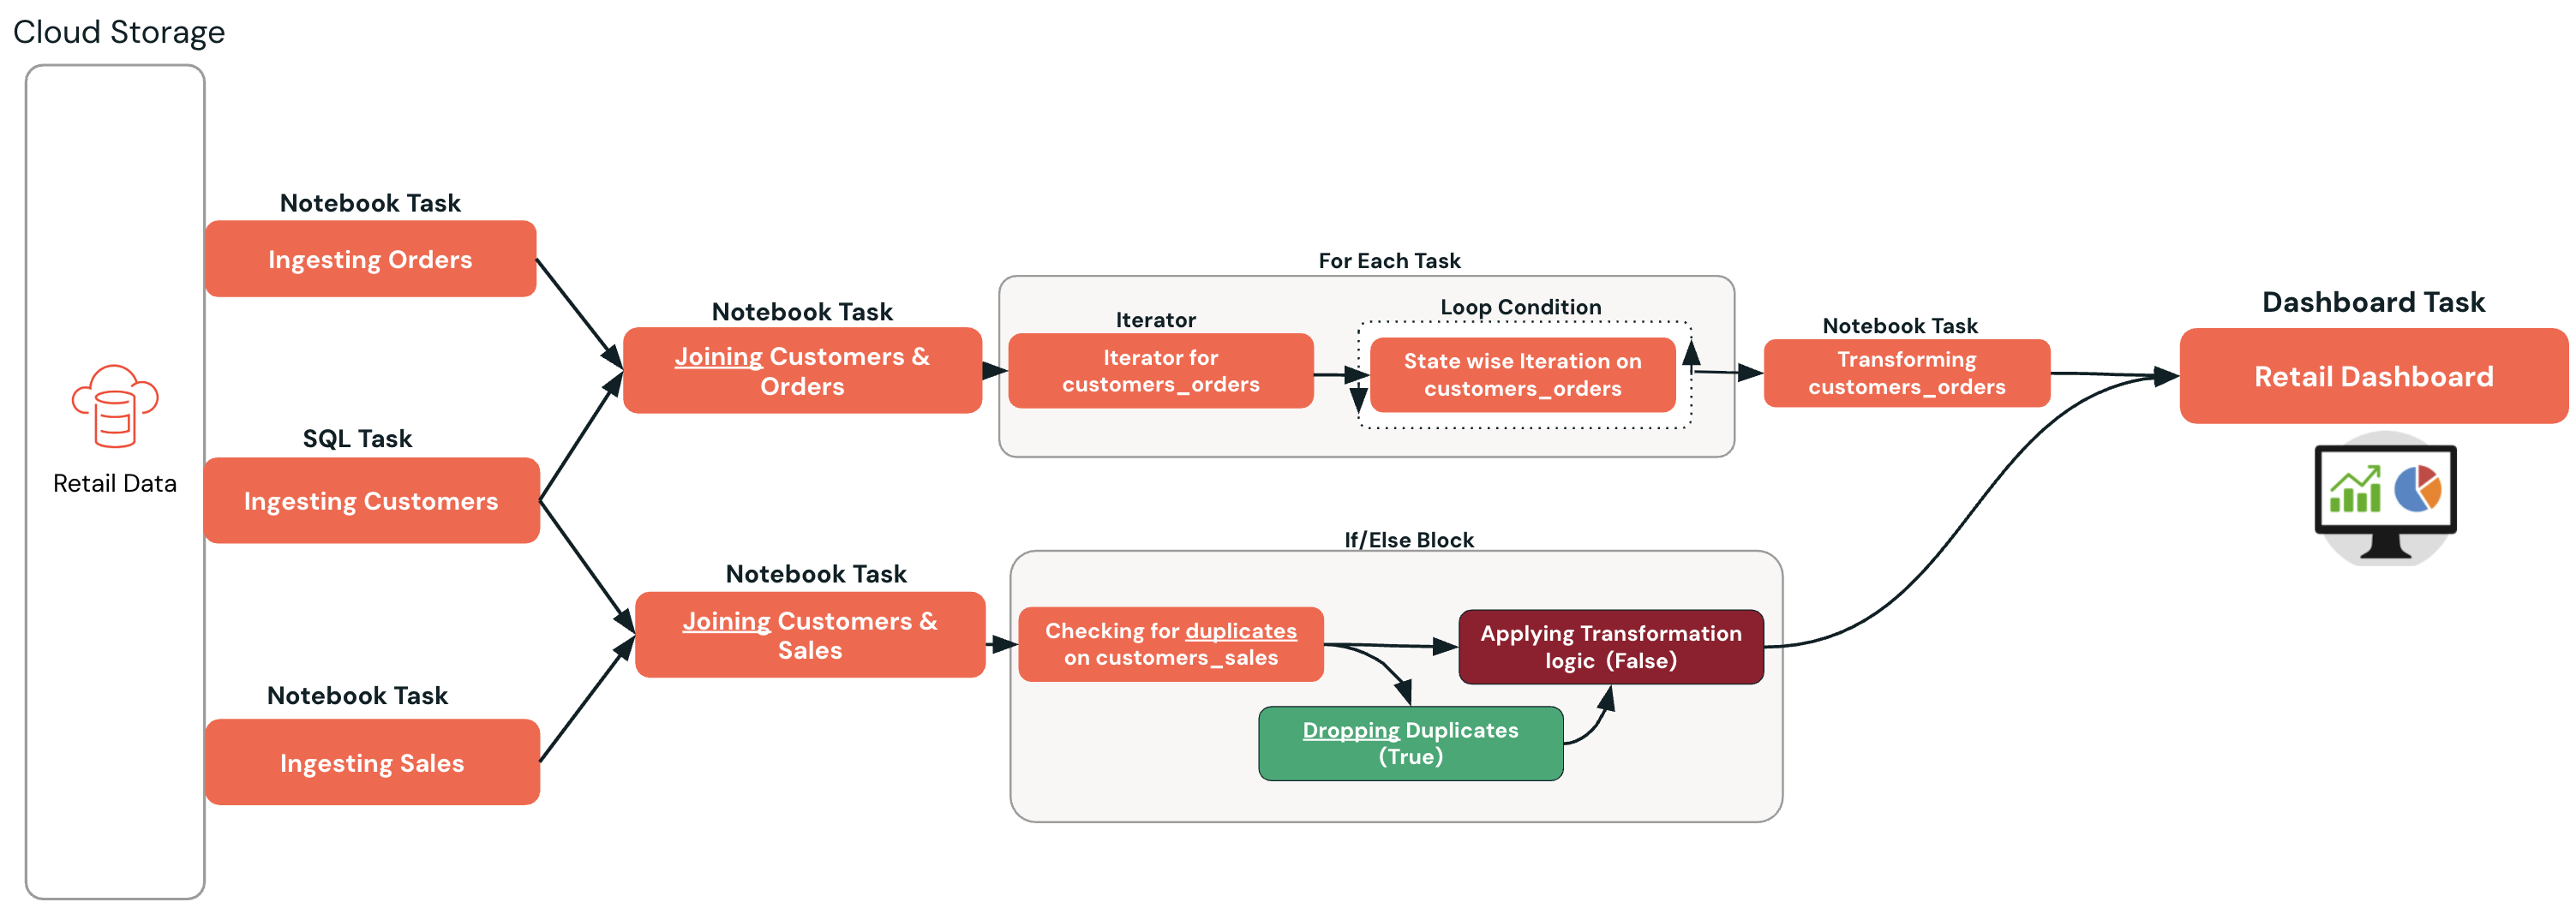 Cloud Storage
Retail Data
Notebook Task
Ingesting Orders
SQL Task
Ingesting Customers
Notebook Task
Ingesting Sales
Notebook Task
Joining Customers &
Orders
Notebook Task
Joining Customers &
Sales
For Each Task
Iterator
Iterator for
customers_orders
Loop Condition
State wise Iteration on
customers_orders
Notebook Task
Transforming
customers_orders
If/Else Block
Checking for duplicates
on customers_sales
Applying Transformation
logic (False)
Dropping Duplicates
(True)
Dashboard Task
Retail Dashboard